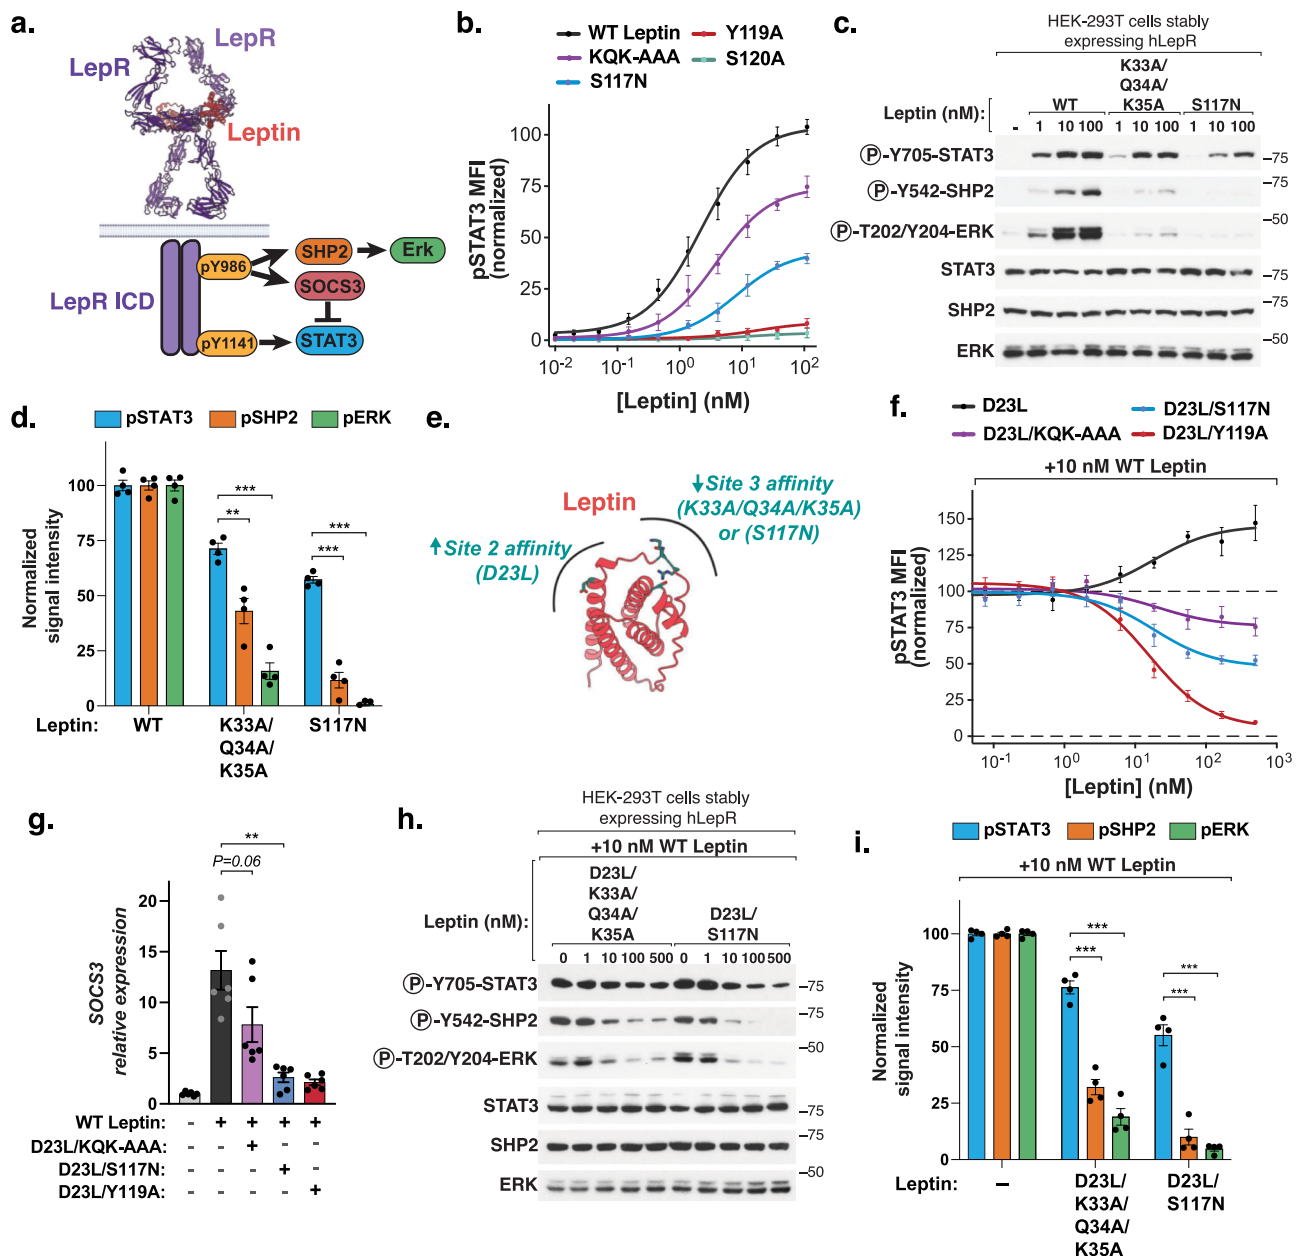 a.
LepR
LepR
Leptin
pY986
SHP2
Erk
SOCS3
LepR ICD
pY1141
STAT3
b.
WT Leptin
Y119A
KQK-AAA
S120A
S117N
pSTAT3 MFI
(normalized)
100
75
50
25
0
10⁻² 10⁻¹ 10⁰ 10¹ 10²
[Leptin] (nM)
c.
HEK-293T cells stably
expressing hLepR
K33A/
Q34A/
K35A
WT
S117N
Leptin (nM):
- 1 10 100 1 10 100 1 10 100
Ⓟ-Y705-STAT3
–75
Ⓟ-Y542-SHP2
–75
Ⓟ-T202/Y204-ERK
–50
STAT3
–75
SHP2
–75
–50
ERK
d.
pSTAT3 pSHP2 pERK
Normalized
signal intensity
100
75
50
25
0
***
**
***
***
Leptin: WT
K33A/
Q34A/
K35A
S117N
e.
Site 3 affinity
(K33A/Q34A/K35A)
or (S117N)
Leptin
Site 2 affinity
(D23L)
f.
D23L
D23L/S117N
D23L/KQK-AAA
D23L/Y119A
+10 nM WT Leptin
pSTAT3 MFI
(normalized)
150
125
100
75
50
25
0
10⁻¹ 10⁰ 10¹ 10² 10³
[Leptin] (nM)
g.
**
P=0.06
SOCS3
relative expression
20
15
10
5
0
WT Leptin: - + + + +
D23L/KQK-AAA: - - + - -
D23L/S117N: - - - + -
D23L/Y119A: - - - - +
h.
HEK-293T cells stably
expressing hLepR
+10 nM WT Leptin
D23L/
K33A/
Q34A/
K35A
D23L/
S117N
Leptin (nM):
0 1 10 100 500 0 1 10 100 500
Ⓟ-Y705-STAT3
–75
Ⓟ-Y542-SHP2
–75
Ⓟ-T202/Y204-ERK
–50
STAT3
–75
SHP2
–75
–50
ERK
i.
pSTAT3 pSHP2 pERK
+10 nM WT Leptin
Normalized
signal intensity
100
75
50
25
0
***
***
***
***
Leptin: –
D23L/
K33A/
Q34A/
K35A
D23L/
S117N